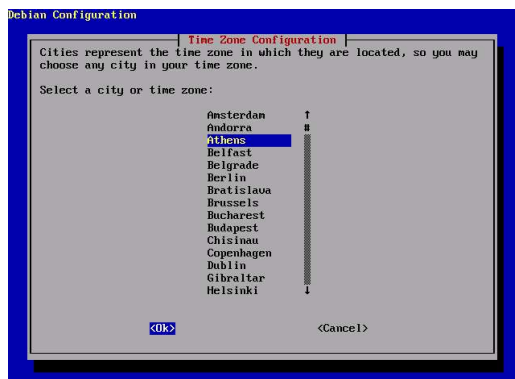 Debian Configuration
Time Zone Configuration
Cities represent the time zone in which they are located, so you may
choose any city in your time zone.
Select a city or time zone:
Amsterdam ↑
Andorra #
Athens
Belfast
Belgrade
Berlin
Bratislava
Brussels
Bucharest
Budapest
Chisinau
Copenhagen
Dublin
Gibraltar
Helsinki ↓
<Ok> <Cancel>